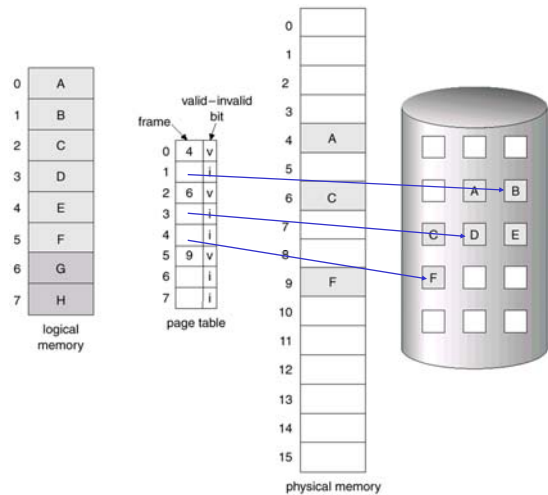 0 A
1 B
2 C
3 D
4 E
5 F
6 G
7 H
logical
memory
valid–invalid
bit
frame
0 4 v
1 i
2 6 v
3 i
4 i
5 9 v
6 i
7 i
page table
0
1
2
3
4 A
5
6 C
7
8
9 F
10
11
12
13
14
15
physical memory
A B
C D E
F